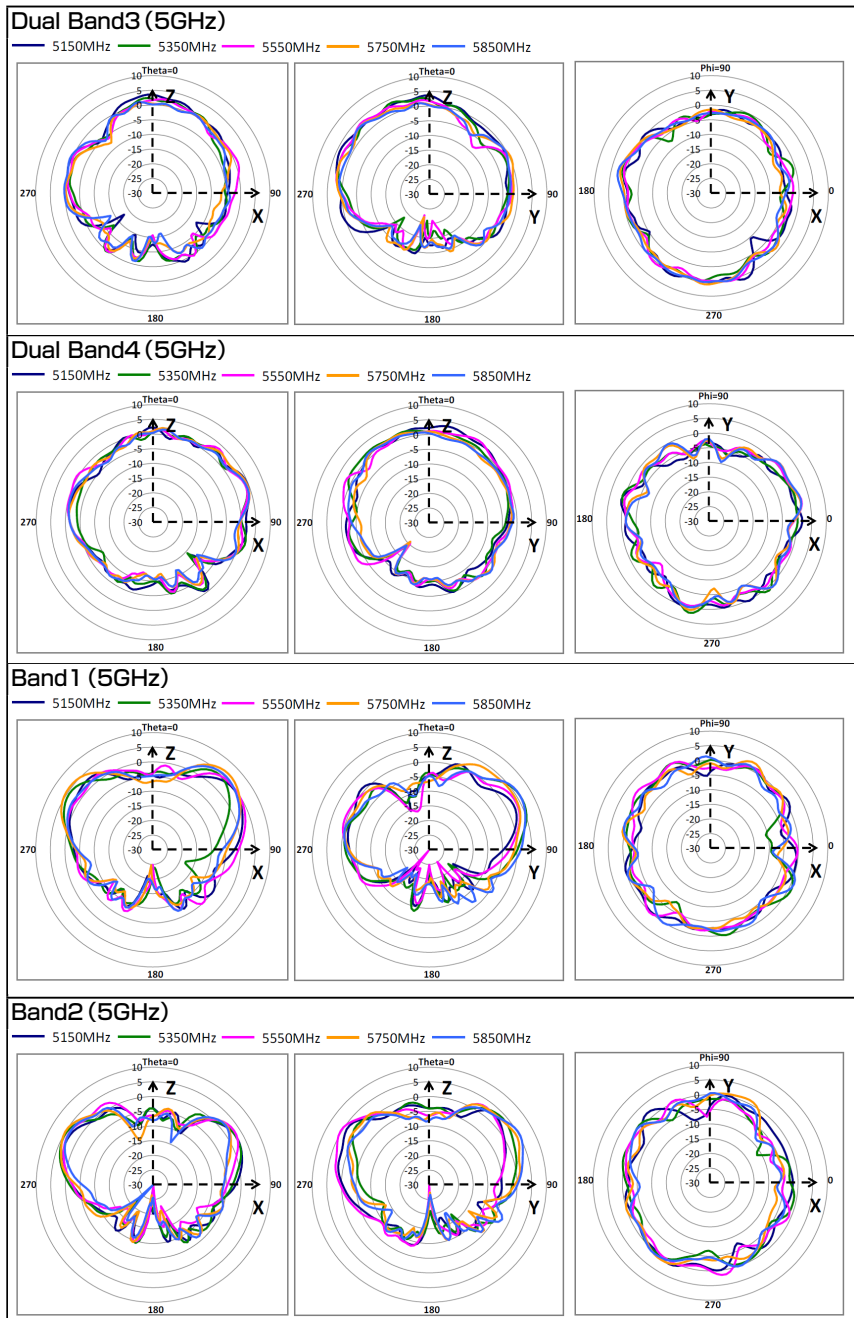 Dual Band3 (5GHz)
5150MHz 5350MHz 5550MHz 5750MHz 5850MHz
Theta=0 Theta=0 Phi=90
10 10 10
5 Z 5 Z 5 Y
0 0 0
-5 -5 -5
-10 -10 -10
-15 -15 -15
-20 -20 -20
-25 -25 -25
270 -30 90 270 -30 90 180 -30 0
X Y X
180 180 270
Dual Band4 (5GHz)
5150MHz 5350MHz 5550MHz 5750MHz 5850MHz
Theta=0 Theta=0 Phi=90
10 10 10
5 Z 5 Z 5 Y
0 0 0
-5 -5 -5
-10 -10 -10
-15 -15 -15
-20 -20 -20
-25 -25 -25
270 -30 90 270 -30 90 180 -30 0
X Y X
180 180 270
Band1 (5GHz)
5150MHz 5350MHz 5550MHz 5750MHz 5850MHz
Theta=0 Theta=0 Phi=90
10 10 10
5 Z 5 Z 5 Y
0 0 0
-5 -5 -5
-10 -10 -10
-15 -15 -15
-20 -20 -20
-25 -25 -25
270 -30 90 270 -30 90 180 -30 0
X Y X
180 180 270
Band2 (5GHz)
5150MHz 5350MHz 5550MHz 5750MHz 5850MHz
Theta=0 Theta=0 Phi=90
10 10 10
5 Z 5 Z 5 Y
0 0 0
-5 -5 -5
-10 -10 -10
-15 -15 -15
-20 -20 -20
-25 -25 -25
270 -30 90 270 -30 90 180 -30 0
X Y X
180 180 270